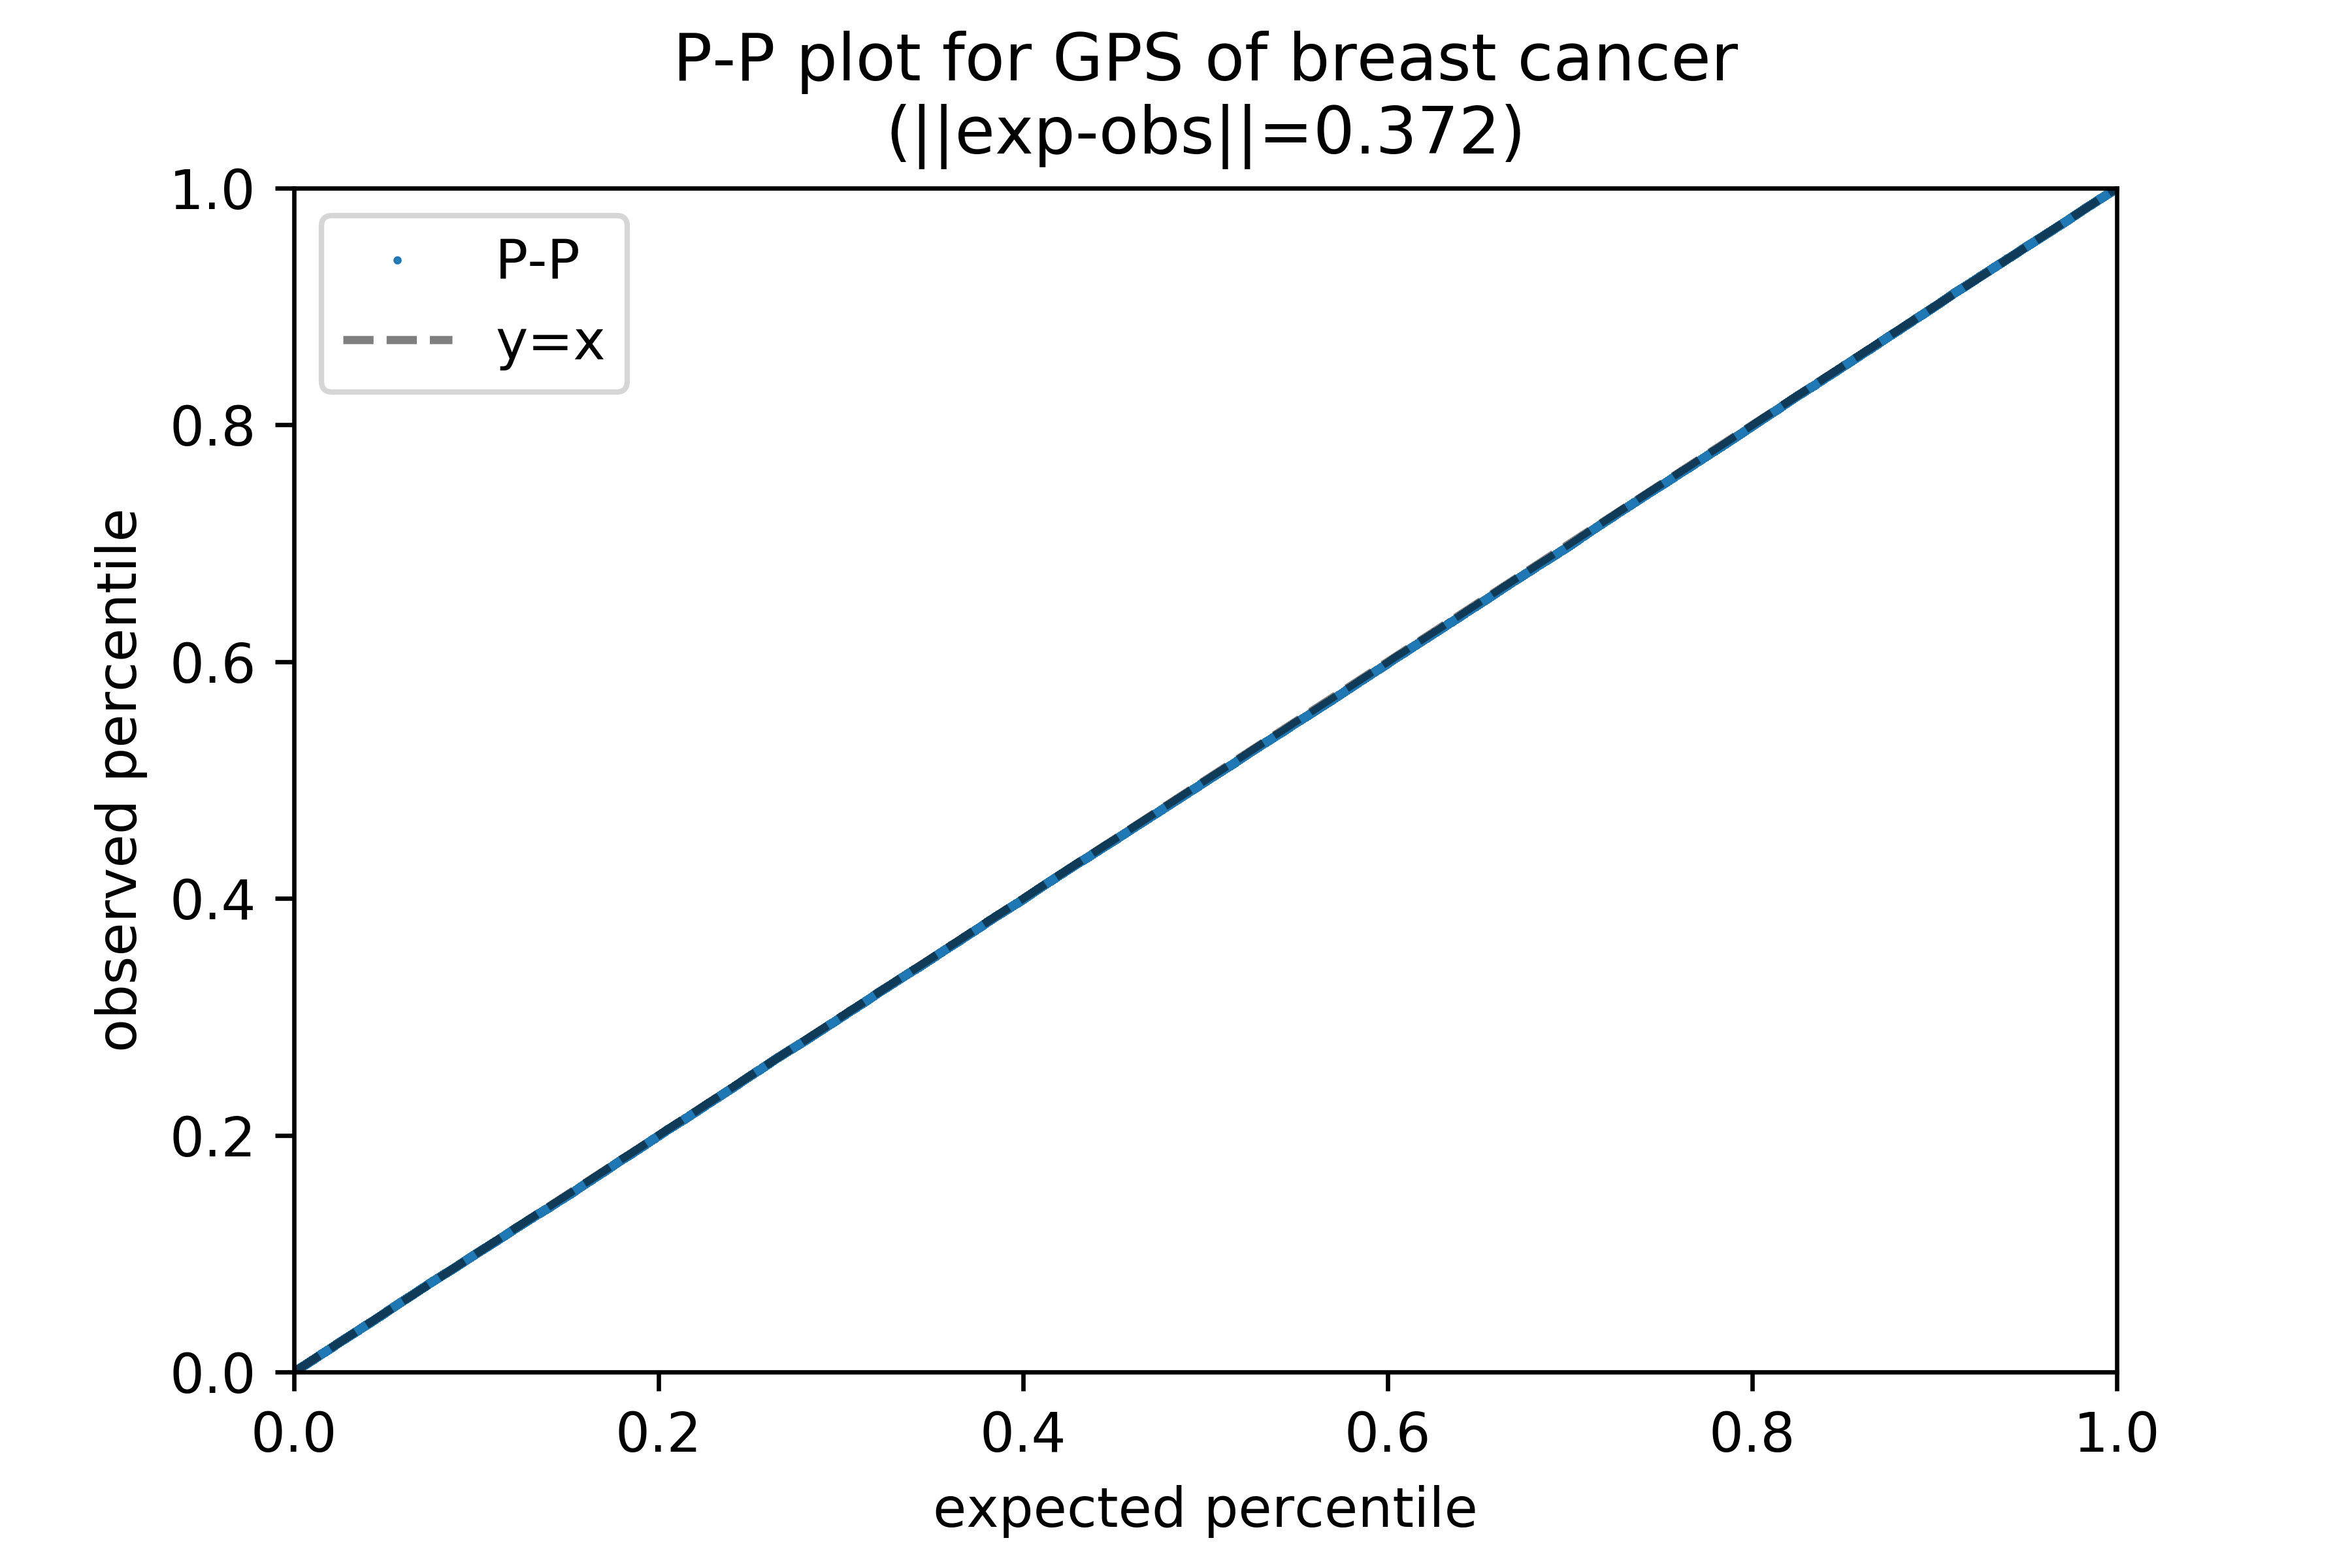 P-P plot for GPS of breast cancer
(||exp-obs||=0.372)
P-P
y=x
observed percentile
1.0
0.8
0.6
0.4
0.2
0.0
0.0 0.2 0.4 0.6 0.8 1.0
expected percentile